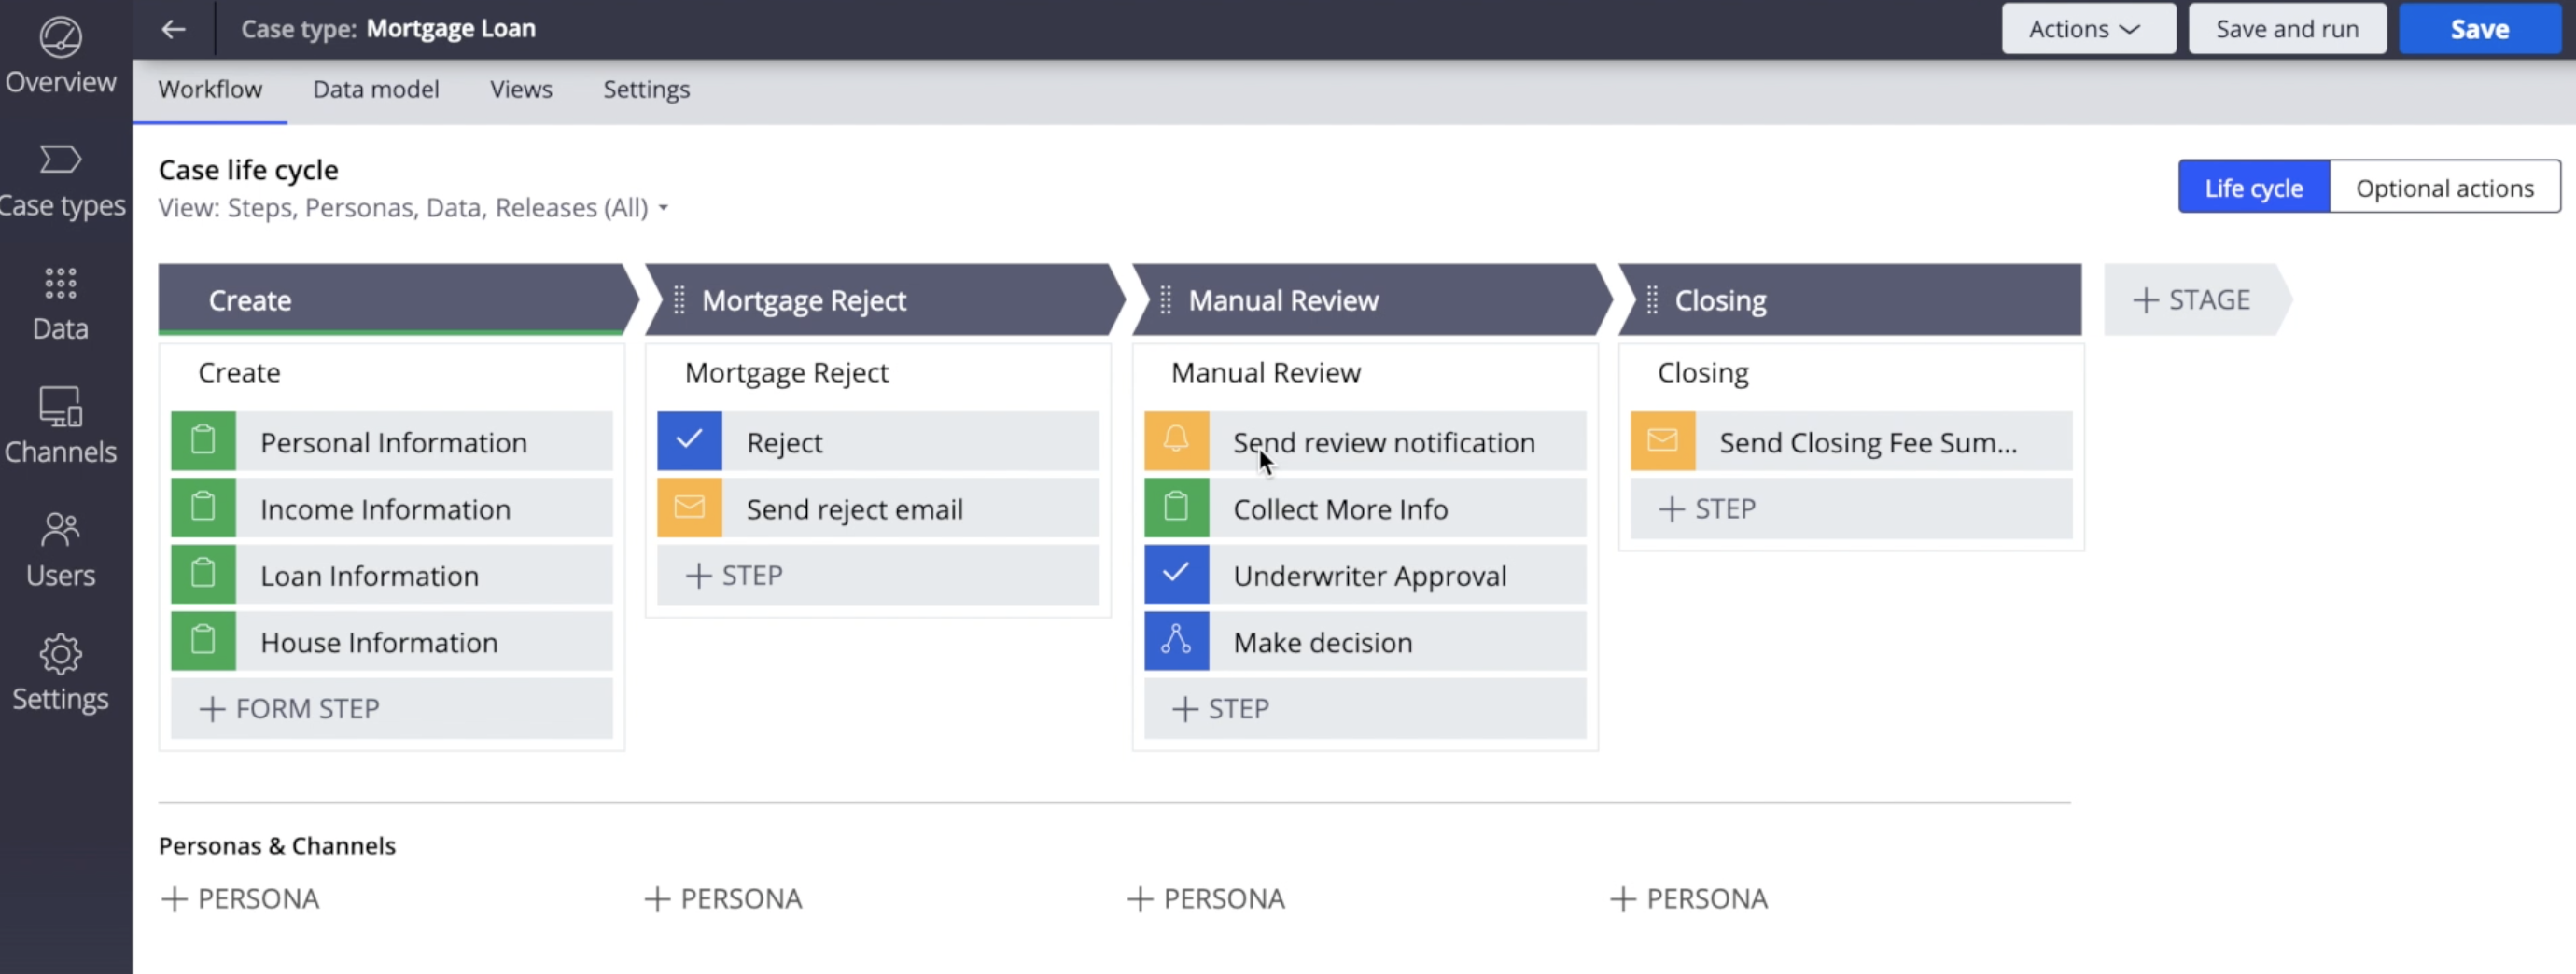 Overview
Case types
Data
Channels
Users
Settings
Case type: Mortgage Loan
Actions
Save and run
Save
Workflow
Data model
Views
Settings
Case life cycle
View: Steps, Personas, Data, Releases (All)
Life cycle
Optional actions
Create
Mortgage Reject
Manual Review
Closing
+ STAGE
Create
Personal Information
Income Information
Loan Information
House Information
+ FORM STEP
Mortgage Reject
Reject
Send reject email
+ STEP
Manual Review
Send review notification
Collect More Info
Underwriter Approval
Make decision
+ STEP
Closing
Send Closing Fee Sum...
+ STEP
Personas & Channels
+ PERSONA
+ PERSONA
+ PERSONA
+ PERSONA